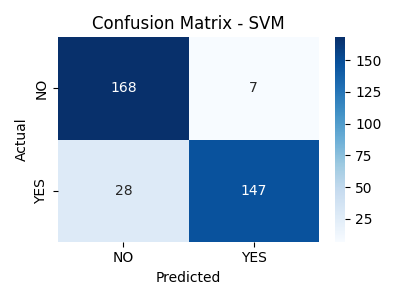 Confusion Matrix - SVM
Actual
NO
168
7
YES
28
147
NO
YES
Predicted
150
125
100
75
50
25